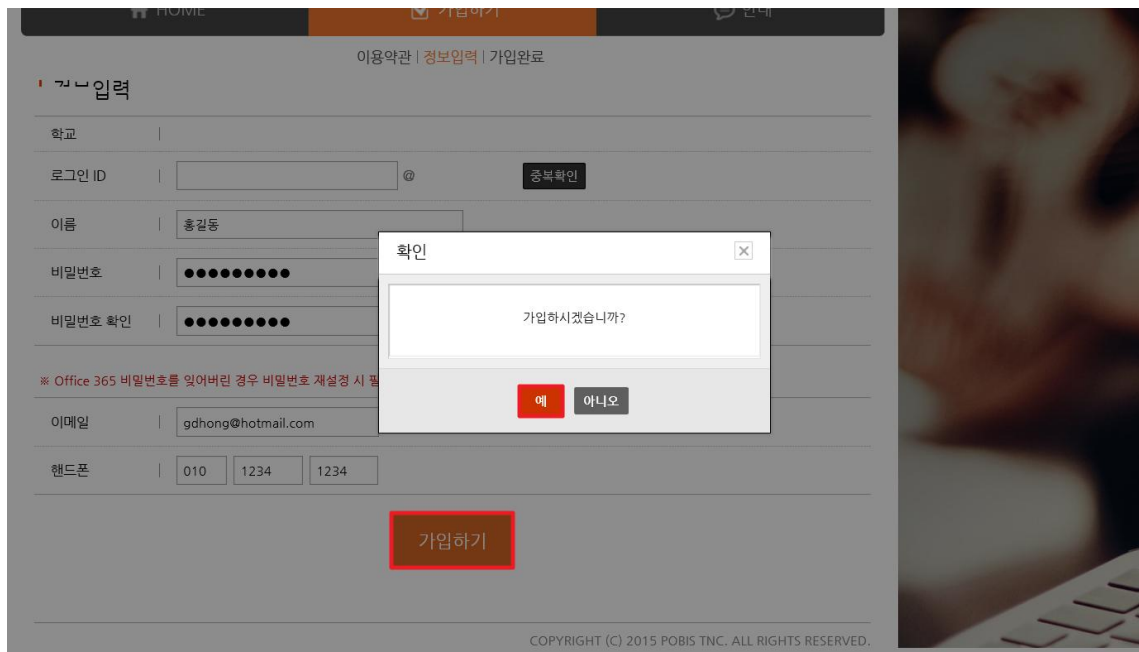 HOME 가입하기 안내
이용약관 | 정보입력 | 가입완료
정보입력
학교
로그인 ID @ 중복확인
이름 홍길동
확인
비밀번호 ●●●●●●●●●
가입하시겠습니까?
비밀번호 확인 ●●●●●●●●●
※ Office 365 비밀번호를 잊어버린 경우 비밀번호 재설정 시
예 아니오
이메일 gdhong@hotmail.com
핸드폰 010 1234 1234
가입하기
COPYRIGHT (C) 2015 POBIS TNC. ALL RIGHTS RESERVED.